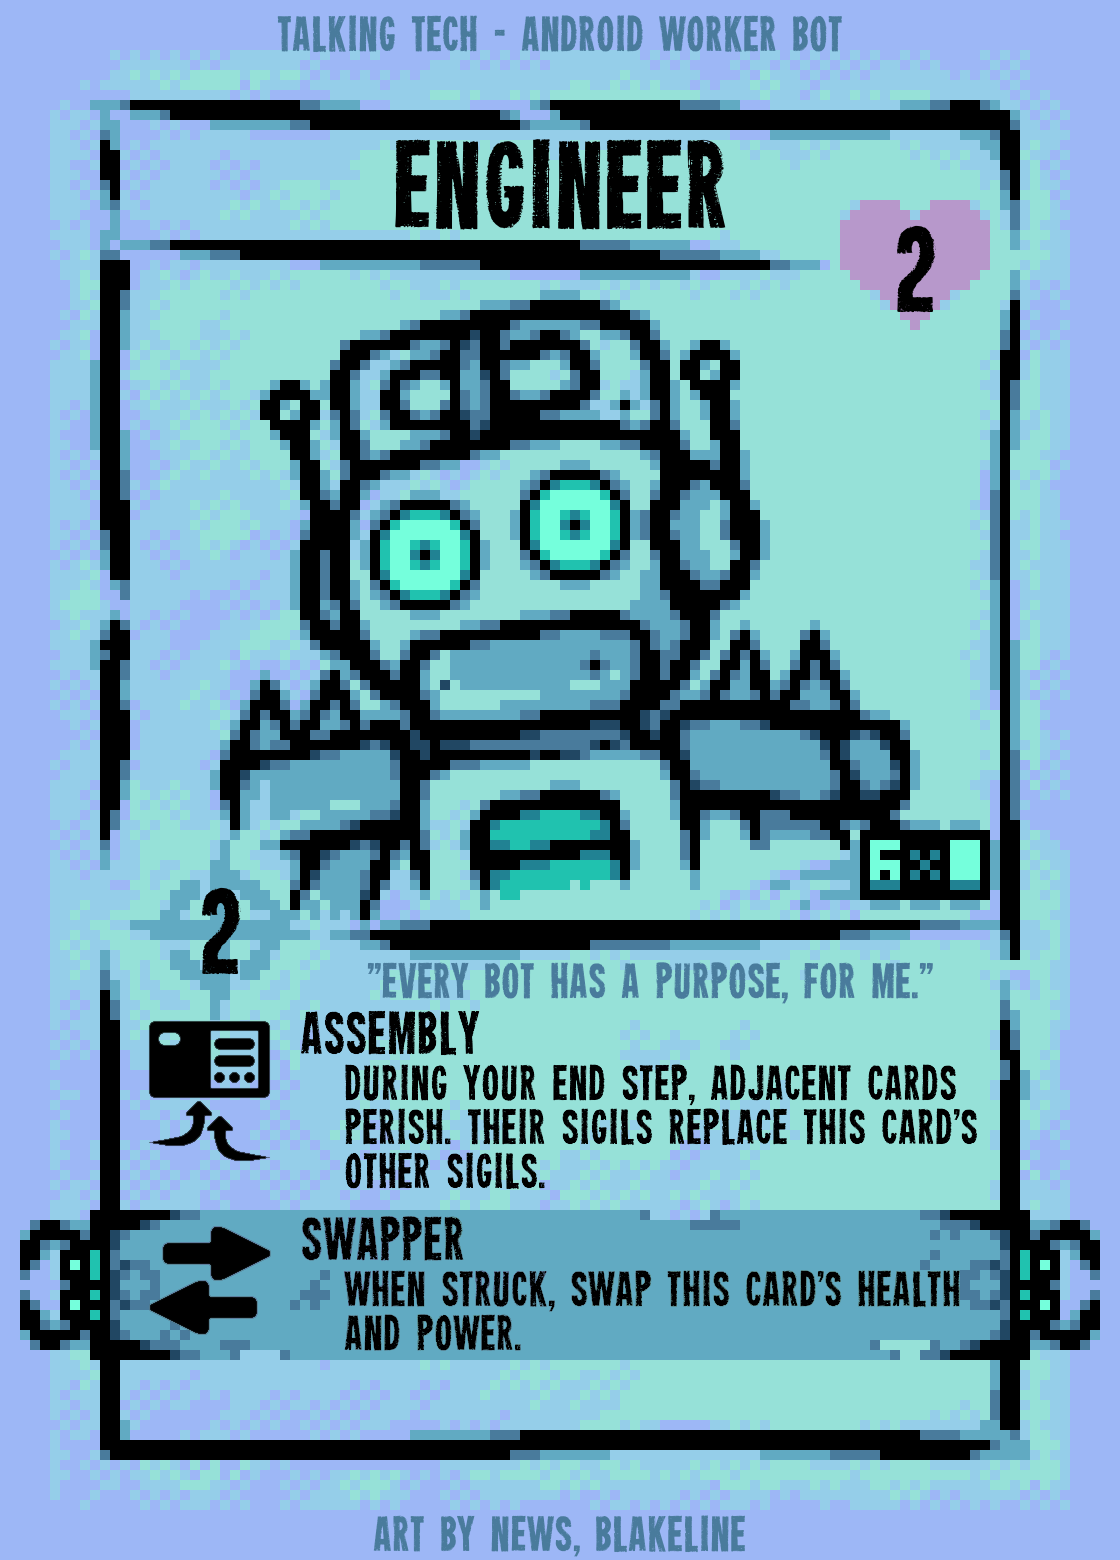 TALKING TECH - ANDROID WORKER BOT
ENGINEER
2
6X
2
"EVERY BOT HAS A PURPOSE, FOR ME."
ASSEMBLY
DURING YOUR END STEP, ADJACENT CARDS
PERISH. THEIR SIGILS REPLACE THIS CARD'S
OTHER SIGILS.
SWAPPER
WHEN STRUCK, SWAP THIS CARD'S HEALTH
AND POWER.
ART BY NEWS, BLAKELINE